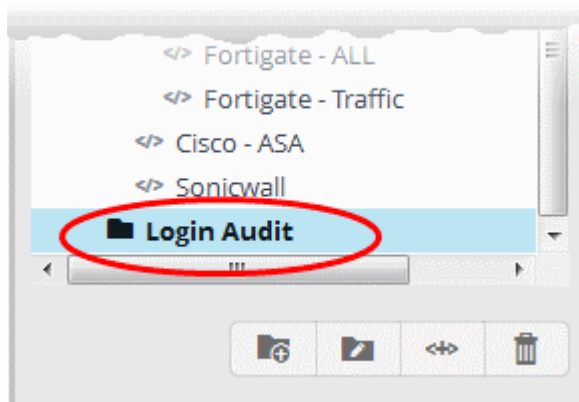 Fortigate - ALL
Fortigate - Traffic
Cisco - ASA
Sonicwall
Login Audit